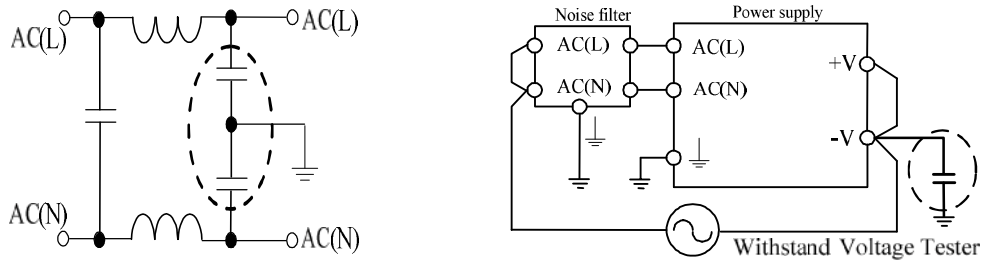 AC(L)
AC(L)
AC(N)
AC(N)
Noise filter
Power supply
AC(L)
AC(L)
+V
AC(N)
AC(N)
-V
Withstand Voltage Tester